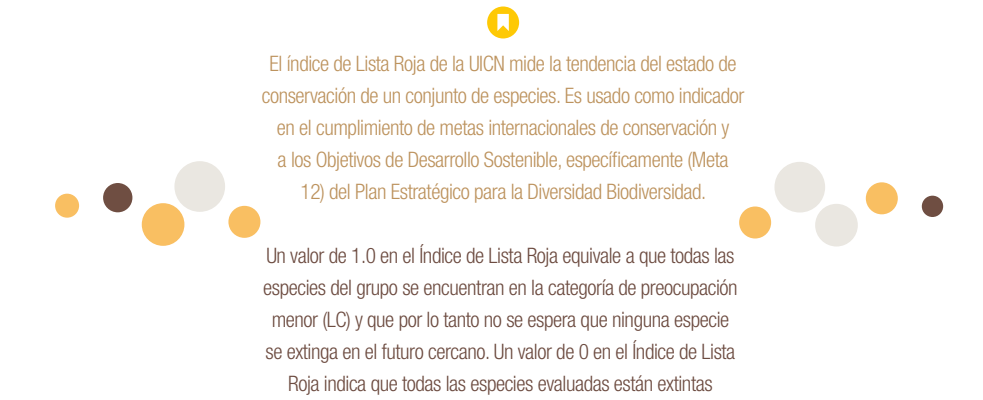 El índice de Lista Roja de la UICN mide la tendencia del estado de
conservación de un conjunto de especies. Es usado como indicador
en el cumplimiento de metas internacionales de conservación y
a los Objetivos de Desarrollo Sostenible, específicamente (Meta
12) del Plan Estratégico para la Diversidad Biodiversidad.
Un valor de 1.0 en el Índice de Lista Roja equivale a que todas las
especies del grupo se encuentran en la categoría de preocupación
menor (LC) y que por lo tanto no se espera que ninguna especie
se extinga en el futuro cercano. Un valor de 0 en el Índice de Lista
Roja indica que todas las especies evaluadas están extintas